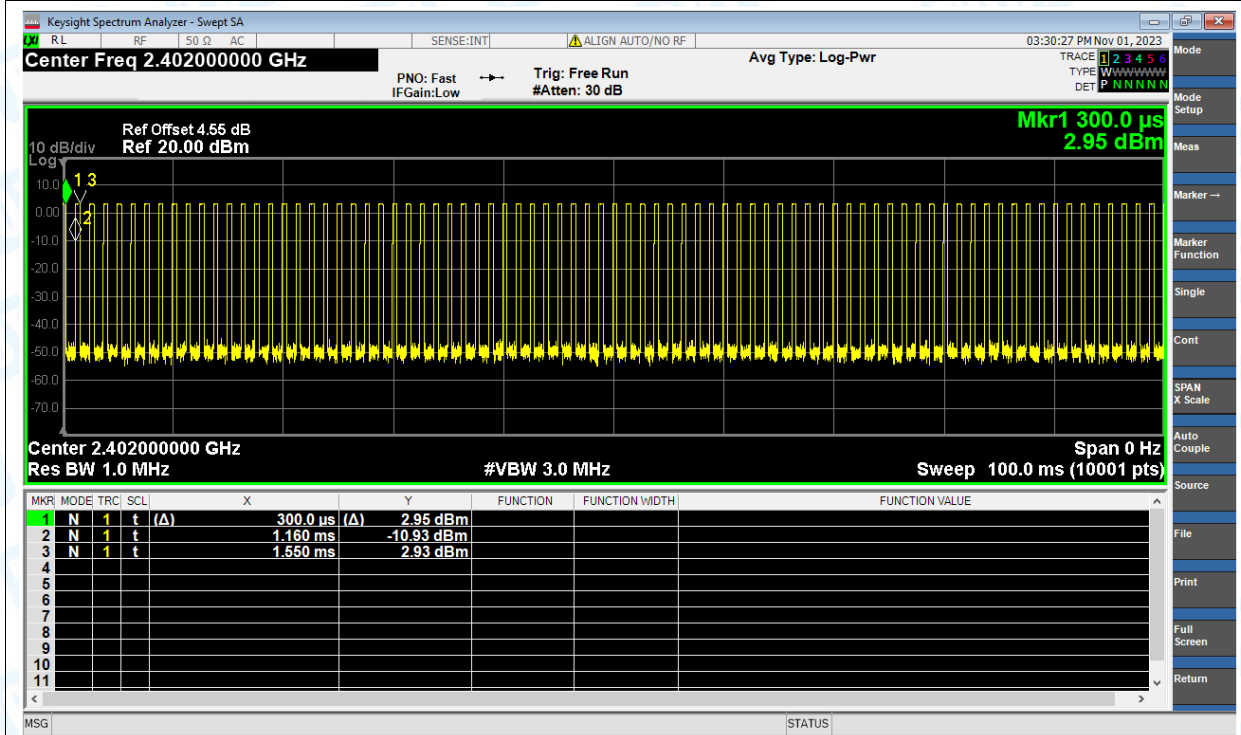 Keysight Spectrum Analyzer - Swept SA
LXI RL RF 50 Ω AC SENSE:INT ALIGN AUTO/NO RF 03:30:27 PM Nov 01, 2023
Center Freq 2.402000000 GHz
PNO: Fast
IFGain:Low
Trig: Free Run
#Atten: 30 dB
Avg Type: Log-Pwr
TRACE 1 2 3 4 5 6
TYPE WWWWWW
DET P N N N N N
Mkr1 300.0 µs
2.95 dBm
Ref Offset 4.55 dB
10 dB/div Ref 20.00 dBm
Log
10.0
0.00
-10.0
-20.0
-30.0
-40.0
-50.0
-60.0
-70.0
1 3
2
Center 2.402000000 GHz Span 0 Hz
Res BW 1.0 MHz #VBW 3.0 MHz Sweep 100.0 ms (10001 pts)
MKR MODE TRC SCL X Y FUNCTION FUNCTION WIDTH FUNCTION VALUE
1 N 1 t (Δ) 300.0 µs (Δ) 2.95 dBm
2 N 1 t 1.160 ms -10.93 dBm
3 N 1 t 1.550 ms 2.93 dBm
4
5
6
7
8
9
10
11
MSG STATUS
Mode
Mode
Setup
Meas
Marker →
Marker
Function
Single
Cont
SPAN
X Scale
Auto
Couple
Source
File
Print
Full
Screen
Return